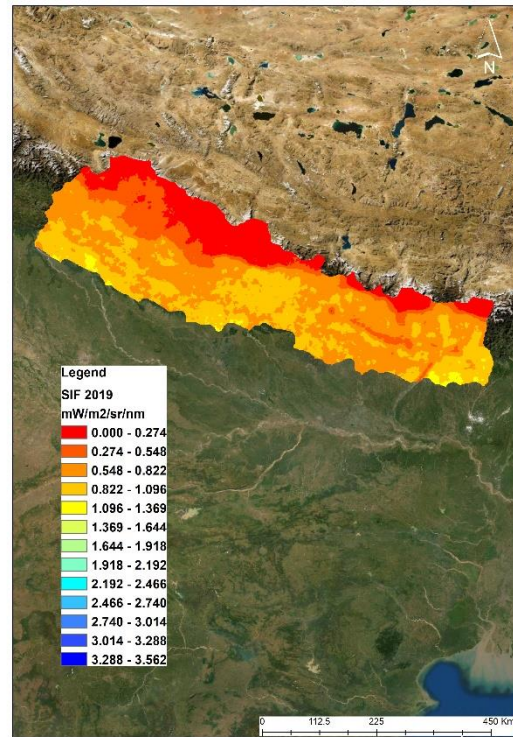 N
Legend
SIF 2019
mW/m2/sr/nm
0.000 - 0.274
0.274 - 0.548
0.548 - 0.822
0.822 - 1.096
1.096 - 1.369
1.369 - 1.644
1.644 - 1.918
1.918 - 2.192
2.192 - 2.466
2.466 - 2.740
2.740 - 3.014
3.014 - 3.288
3.288 - 3.562
0 112.5 225 450 Km